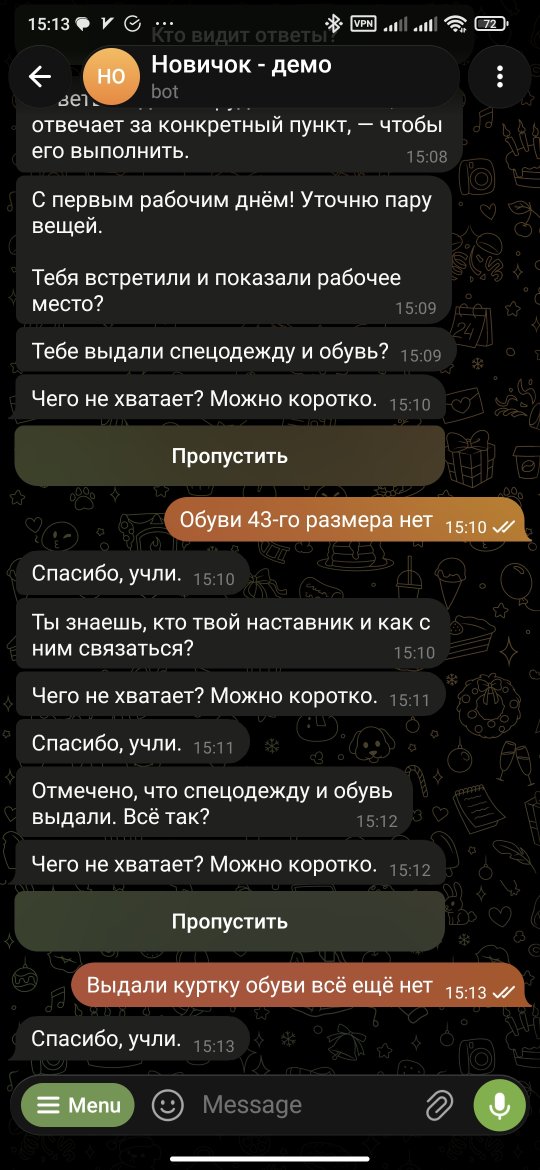 15:13
VPN
72
Кто видит ответы?
НО
Новичок - демо
bot
отвечает за конкретный пункт, — чтобы
его выполнить.
15:08
С первым рабочим днём! Уточню пару
вещей.
Тебя встретили и показали рабочее
место?
15:09
Тебе выдали спецодежду и обувь? 15:09
Чего не хватает? Можно коротко. 15:10
Пропустить
Обуви 43-го размера нет 15:10
Спасибо, учли. 15:10
Ты знаешь, кто твой наставник и как с
ним связаться?
15:10
Чего не хватает? Можно коротко. 15:11
Спасибо, учли. 15:11
Отмечено, что спецодежду и обувь
выдали. Всё так?
15:12
Чего не хватает? Можно коротко. 15:12
Пропустить
Выдали куртку обуви всё ещё нет 15:13
Спасибо, учли. 15:13
Menu
Message